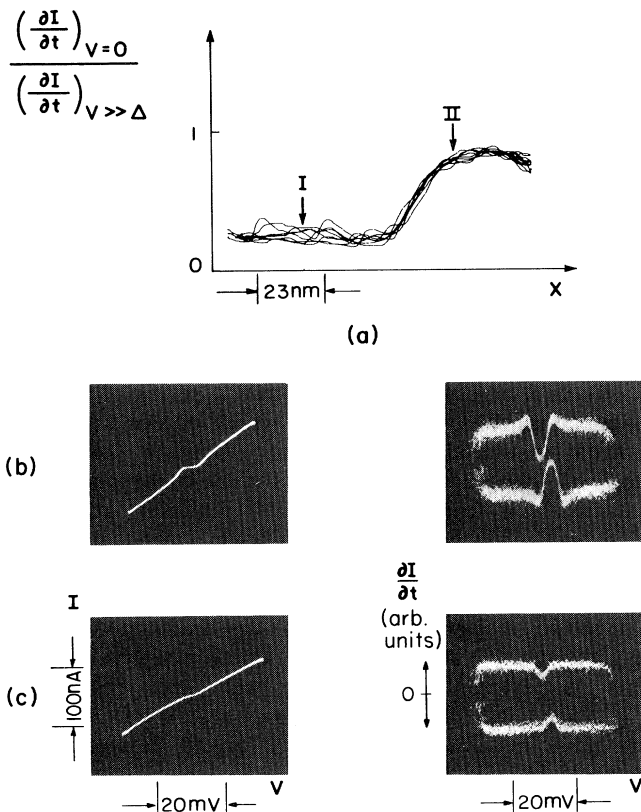 (∂I/∂t)V=0
(∂I/∂t)V>>Δ
1
I
II
0
23nm
X
(a)
(b)
(c)
I
100nA
20mV
V
∂I/∂t
(arb.
units)
0
20mV
V